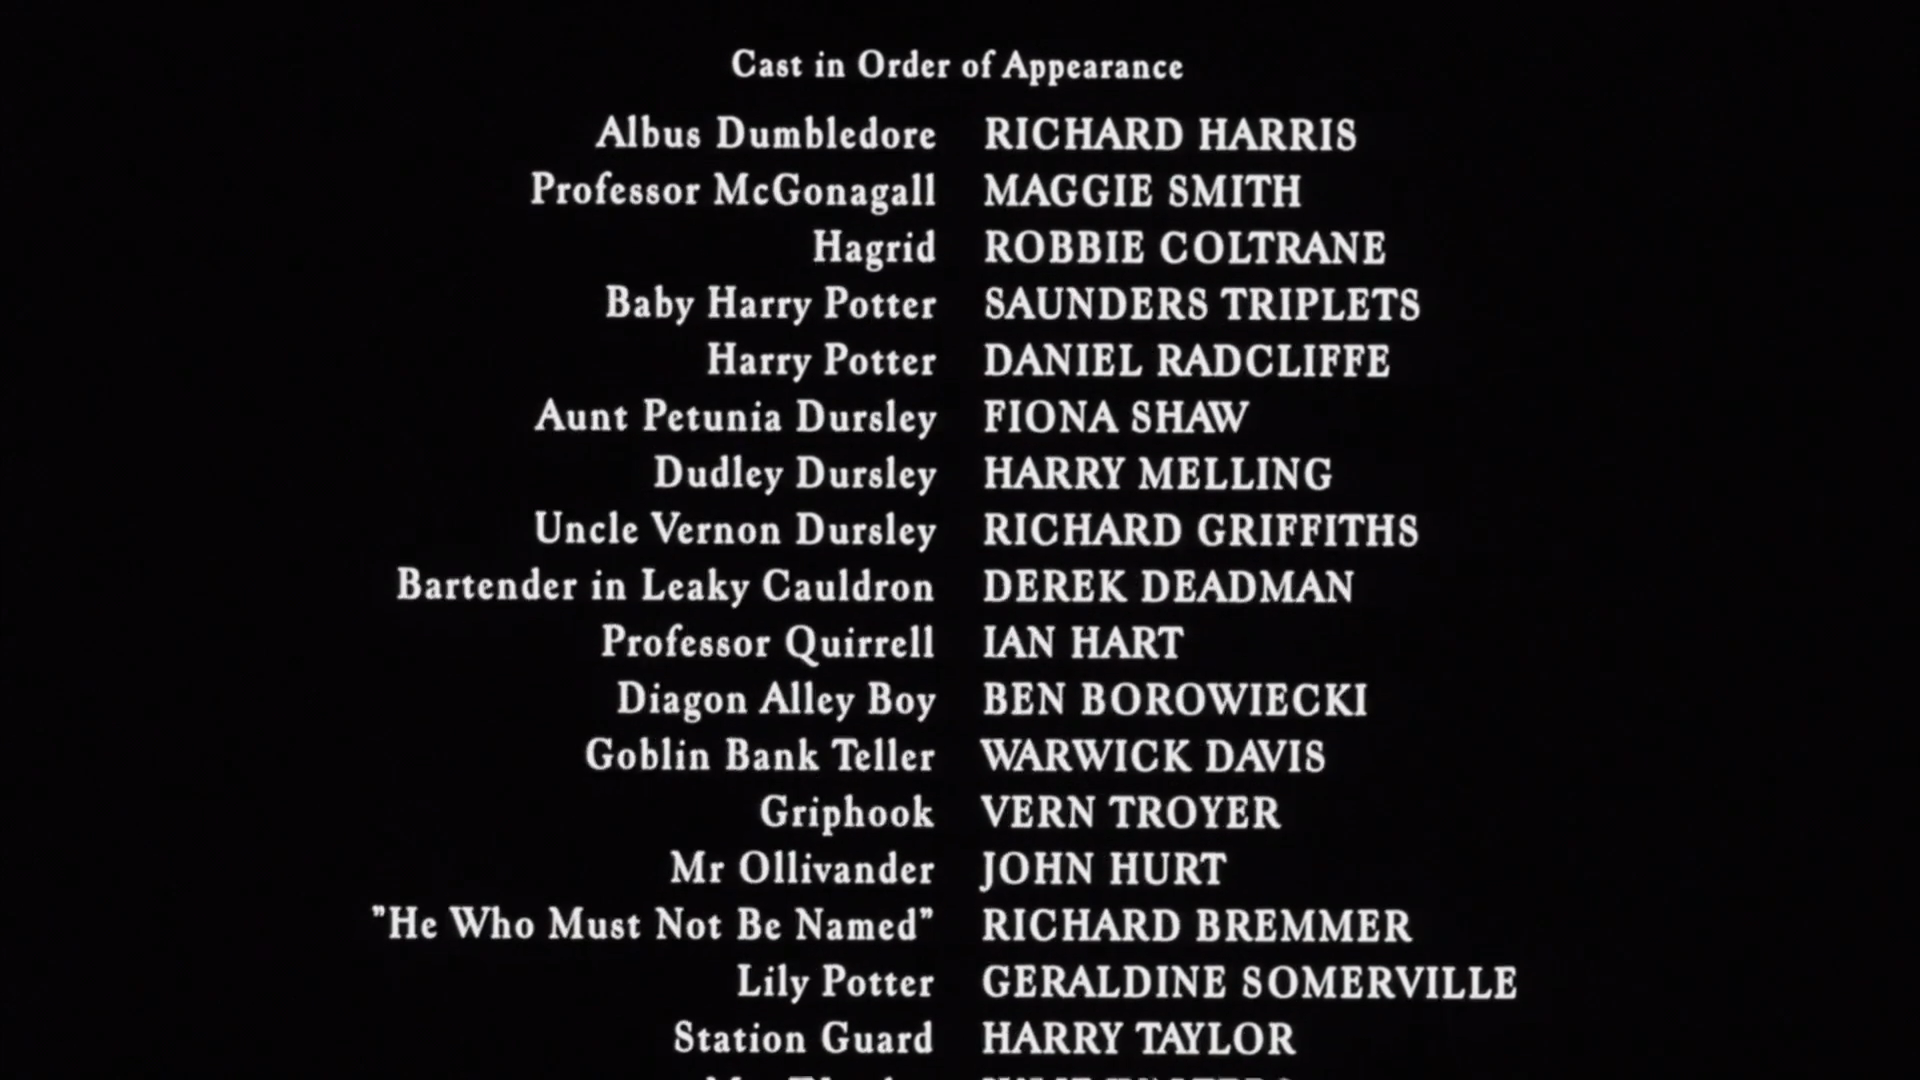 Cast in Order of Appearance
Albus Dumbledore RICHARD HARRIS
Professor McGonagall MAGGIE SMITH
Hagrid ROBBIE COLTRANE
Baby Harry Potter SAUNDERS TRIPLETS
Harry Potter DANIEL RADCLIFFE
Aunt Petunia Dursley FIONA SHAW
Dudley Dursley HARRY MELLING
Uncle Vernon Dursley RICHARD GRIFFITHS
Bartender in Leaky Cauldron DEREK DEADMAN
Professor Quirrell IAN HART
Diagon Alley Boy BEN BOROWIECKI
Goblin Bank Teller WARWICK DAVIS
Griphook VERN TROYER
Mr Ollivander JOHN HURT
"He Who Must Not Be Named" RICHARD BREMMER
Lily Potter GERALDINE SOMERVILLE
Station Guard HARRY TAYLOR